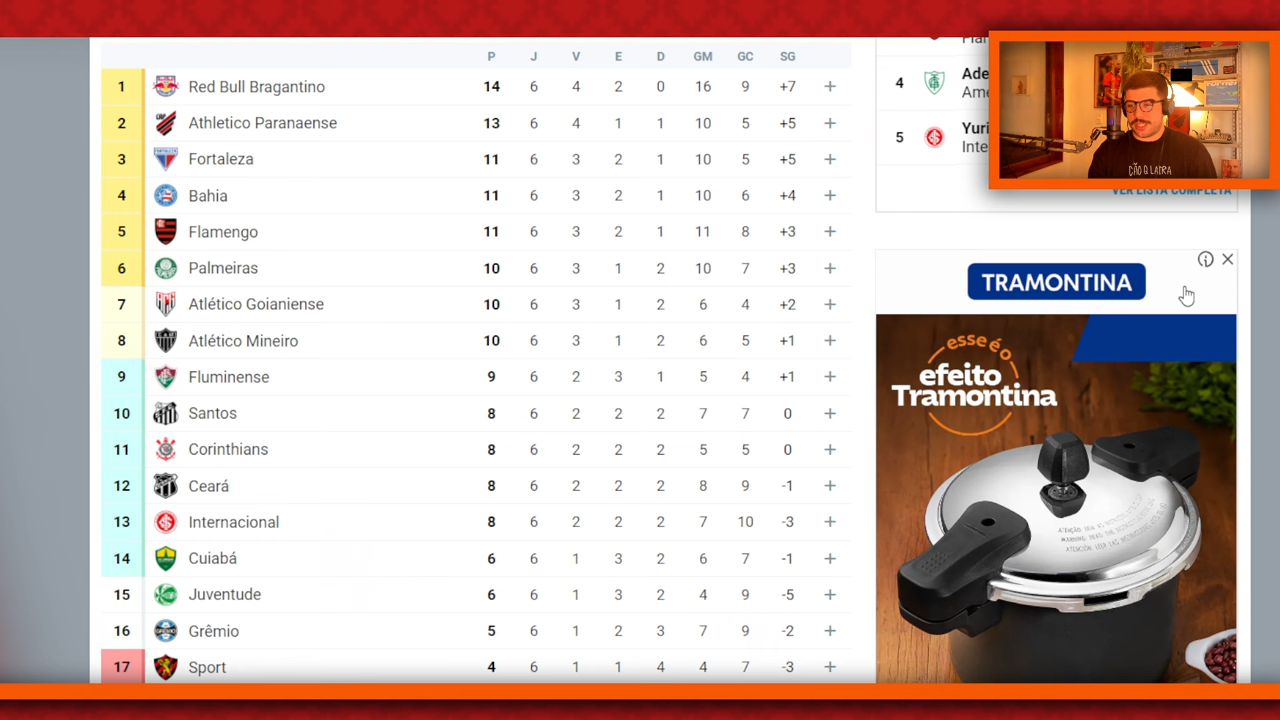 P J V E D GM GC SG
1 Red Bull Bragantino 14 6 4 2 0 16 9 +7 +
2 Athletico Paranaense 13 6 4 1 1 10 5 +5 +
3 Fortaleza 11 6 3 2 1 10 5 +5 +
4 Bahia 11 6 3 2 1 10 6 +4 +
5 Flamengo 11 6 3 2 1 11 8 +3 +
6 Palmeiras 10 6 3 1 2 10 7 +3 +
7 Atlético Goianiense 10 6 3 1 2 6 4 +2 +
8 Atlético Mineiro 10 6 3 1 2 6 5 +1 +
9 Fluminense 9 6 2 3 1 5 4 +1 +
10 Santos 8 6 2 2 2 7 7 0 +
11 Corinthians 8 6 2 2 2 5 5 0 +
12 Ceará 8 6 2 2 2 8 9 -1 +
13 Internacional 8 6 2 2 2 7 10 -3 +
14 Cuiabá 6 6 1 3 2 6 7 -1 +
15 Juventude 6 6 1 3 2 4 9 -5 +
16 Grêmio 5 6 1 2 3 7 9 -2 +
17 Sport 4 6 1 1 4 4 7 -3 +
4 Ade
Ame
5 Yuri
Inte
VER LISTA COMPLETA
TRAMONTINA
esse é o
efeito
Tramontina